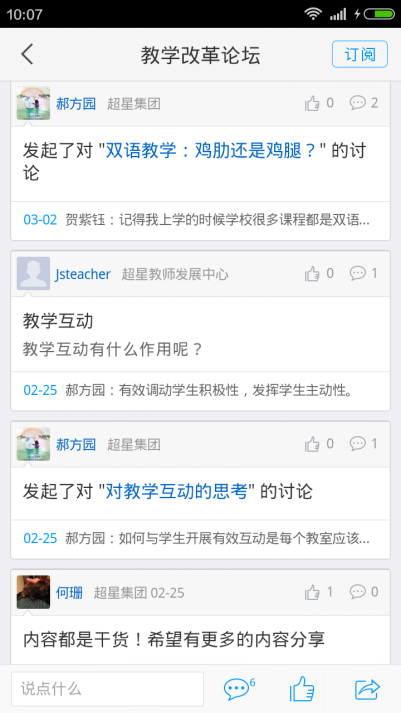 10:07
教学改革论坛
订阅
郝方园 超星集团 0 2
发起了对 "双语教学：鸡肋还是鸡腿？" 的讨
论
03-02 贺紫钰：记得我上学的时候学校很多课程都是双语...
Jsteacher 超星教师发展中心 0 1
教学互动
教学互动有什么作用呢？
02-25 郝方园：有效调动学生积极性，发挥学生主动性。
郝方园 超星集团 0 1
发起了对 "对教学互动的思考" 的讨论
02-25 郝方园：如何与学生开展有效互动是每个教室应该...
何珊 超星集团 02-25 1 0
内容都是干货！希望有更多的内容分享
说点什么 6